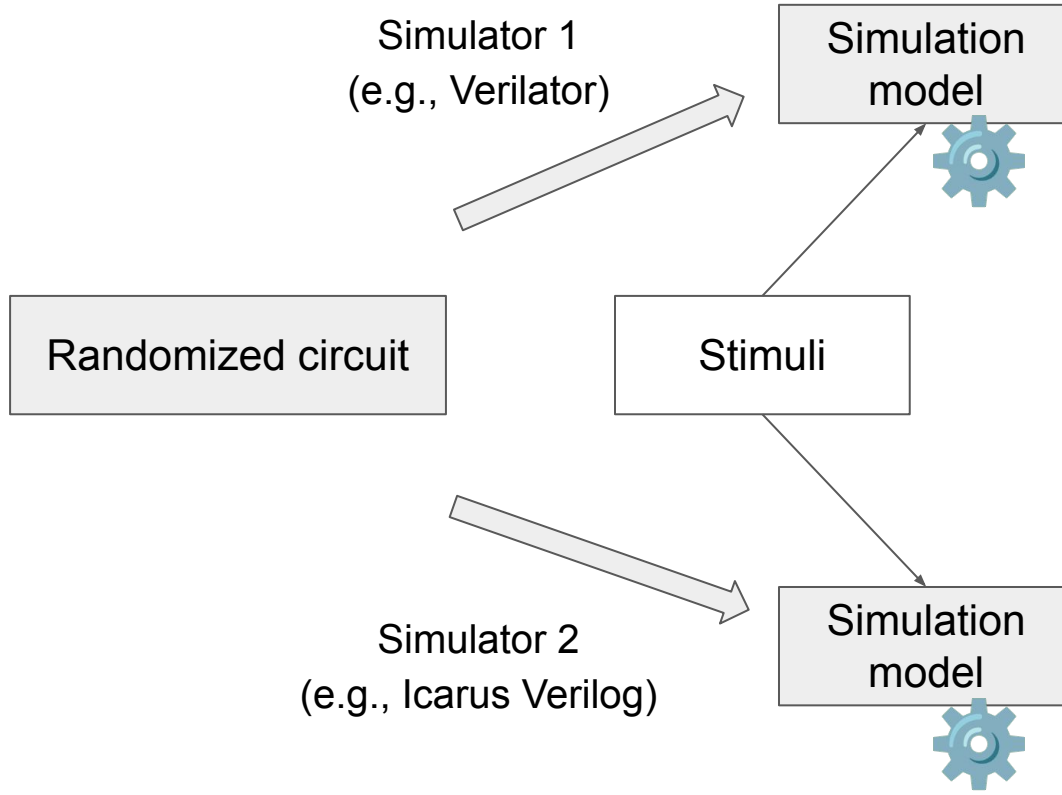 Simulator 1
(e.g., Verilator)
Simulation
model
Randomized circuit
Stimuli
Simulator 2
(e.g., Icarus Verilog)
Simulation
model